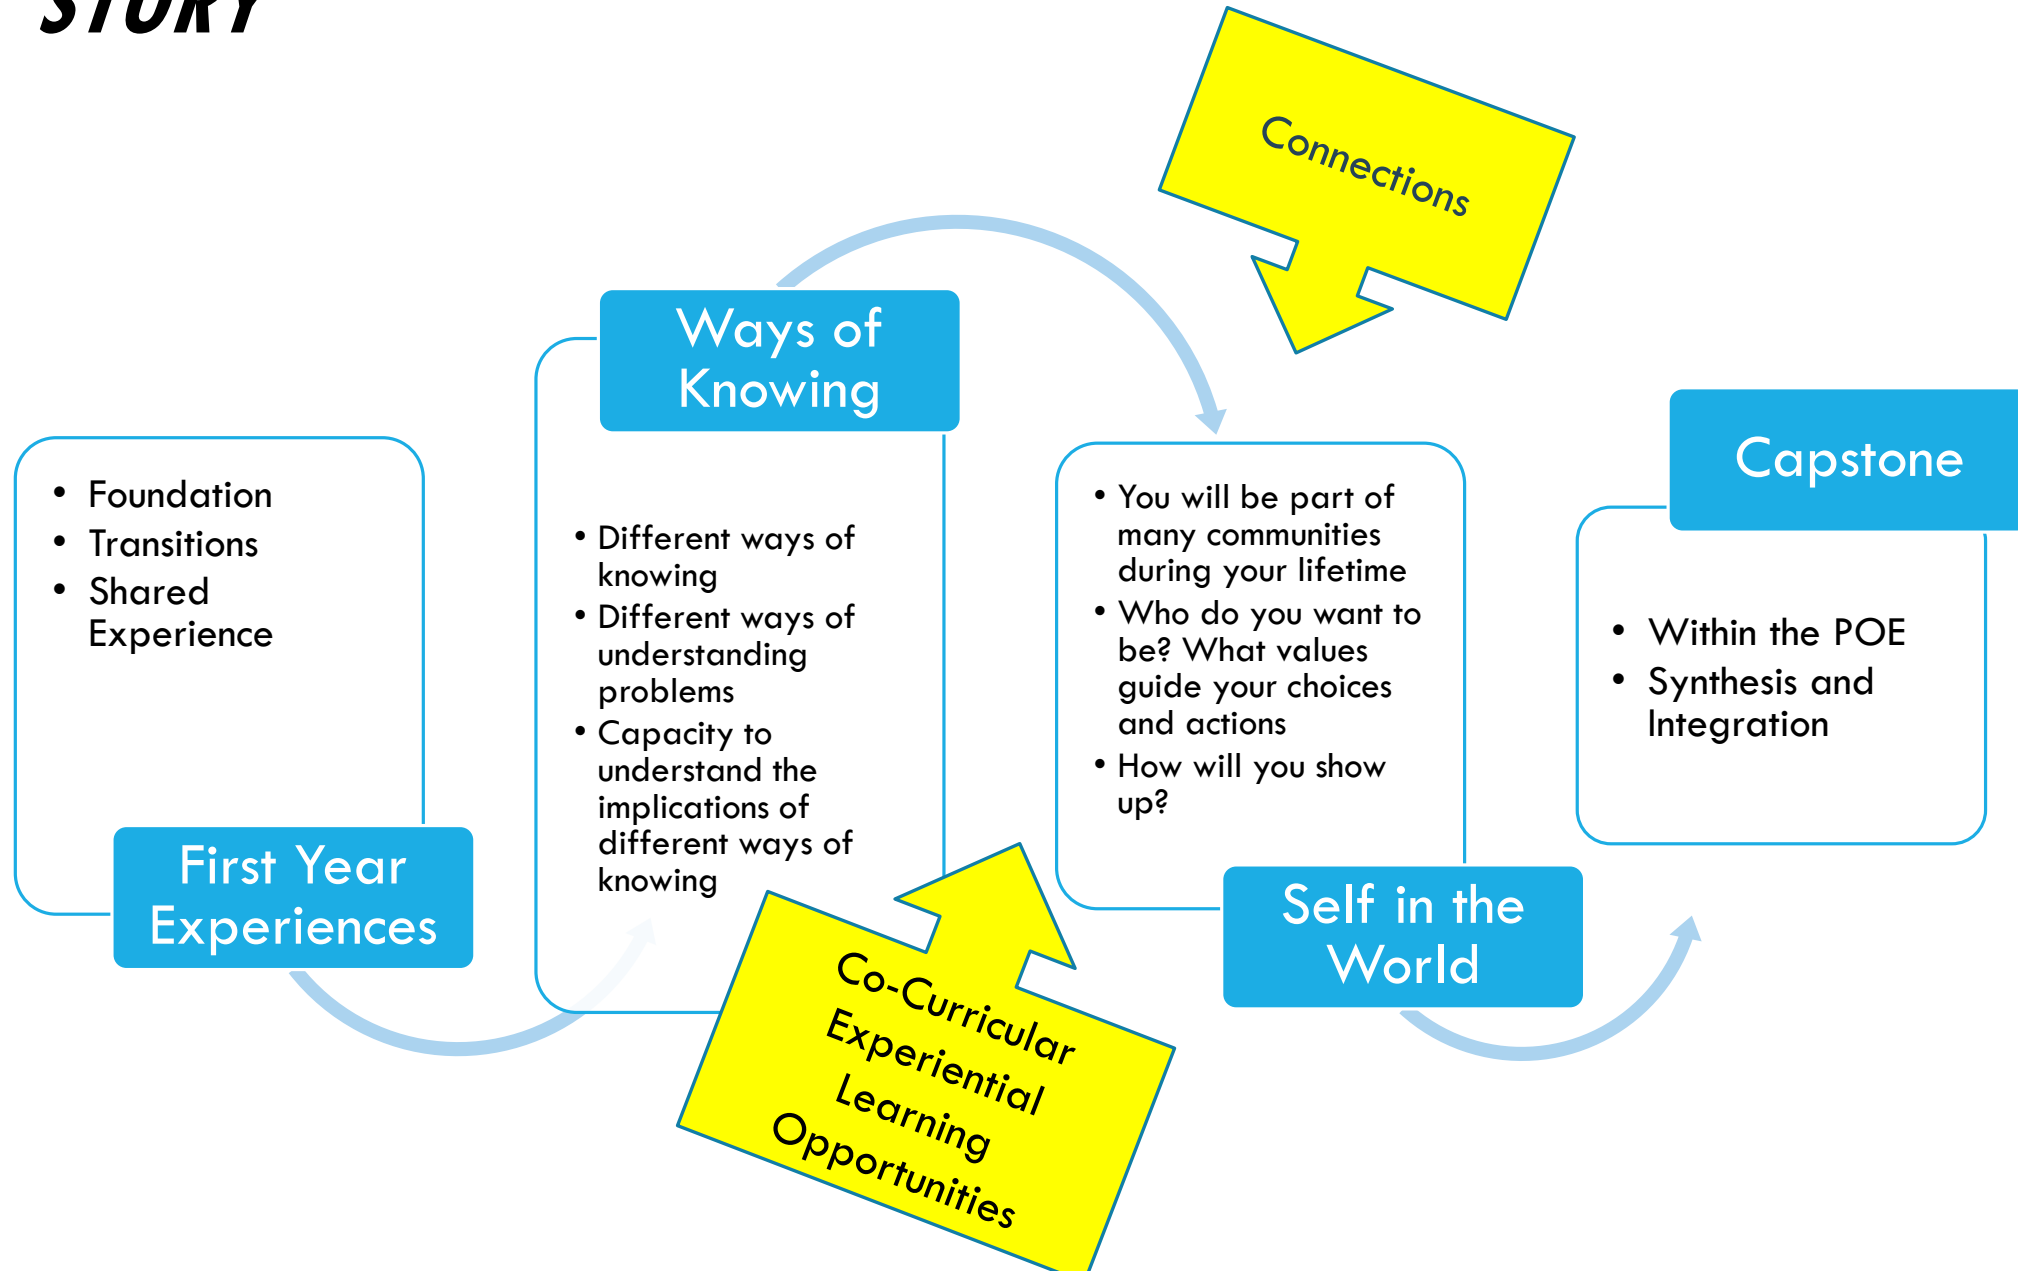 STORY
Connections
Ways of
Knowing
Capstone
• Foundation
• Transitions
• Shared
Experience
First Year
Experiences
• Different ways of
knowing
• Different ways of
understanding
problems
• Capacity to
understand the
implications of
different ways of
knowing
• You will be part of
many communities
during your lifetime
• Who do you want to
be? What values
guide your choices
and actions
• How will you show
up?
Self in the
World
• Within the POE
• Synthesis and
Integration
Co-Curricular
Experiential
Learning
Opportunities